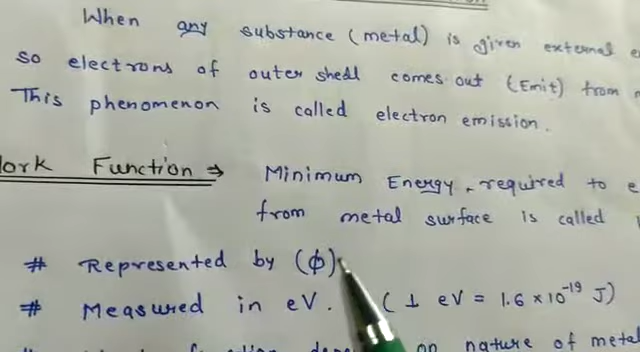 When any substance (metal) is given external
so electrons of outer shell comes out (Emit) from
This phenomenon is called electron emission.
ork Function ⇒ Minimum Energy, required to e
from metal surface is called
# Represented by (ϕ)
# Measured in eV. (1 eV = 1.6 × 10⁻¹⁹ J)
on nature of metal